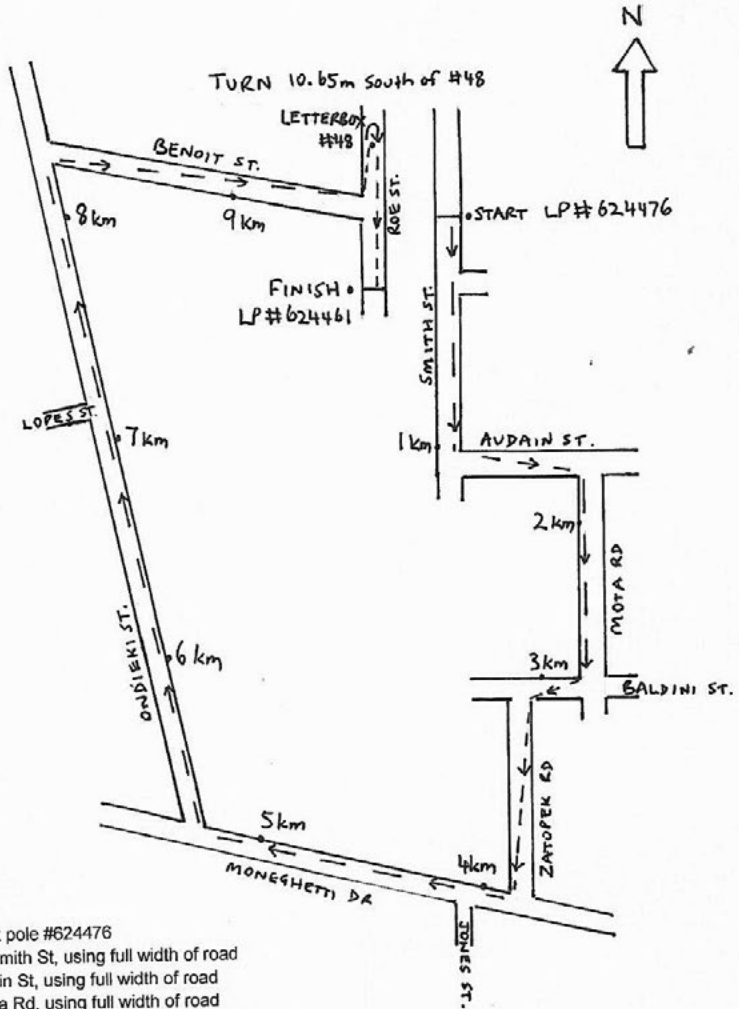 N
TURN 10.65m South of #48
LETTERBOX
#48
BENOIT ST.
ROE ST.
8km
9km
START LP# 624476
FINISH
LP#624461
SMITH ST.
LOPES ST.
7km
1km
AUDAIN ST.
2km
MOTA RD
ONDIEKI ST.
6km
3km
BALDINI ST.
ZATOPEK RD
5km
4km
MONEGHETTI DR
JONES ST.
pole #624476
mith St, using full width of road
in St, using full width of road
a Rd, using full width of road